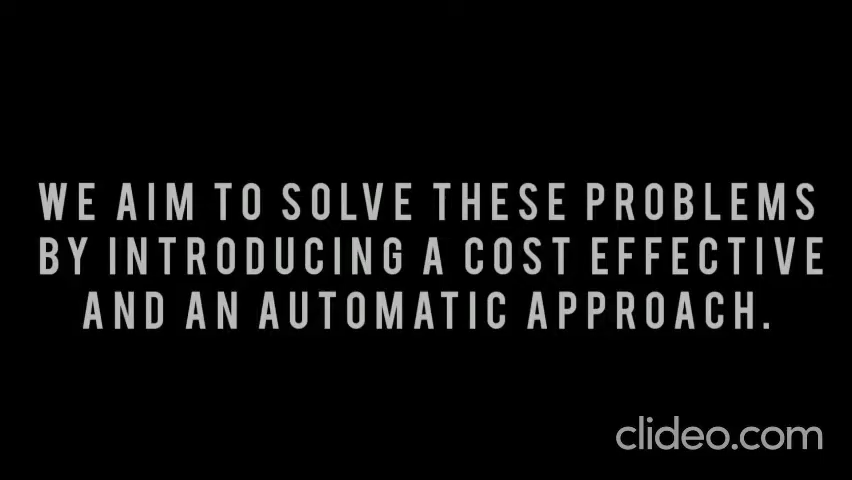 WE AIM TO SOLVE THESE PROBLEMS
BY INTRODUCING A COST EFFECTIVE
AND AN AUTOMATIC APPROACH.
clideo.com